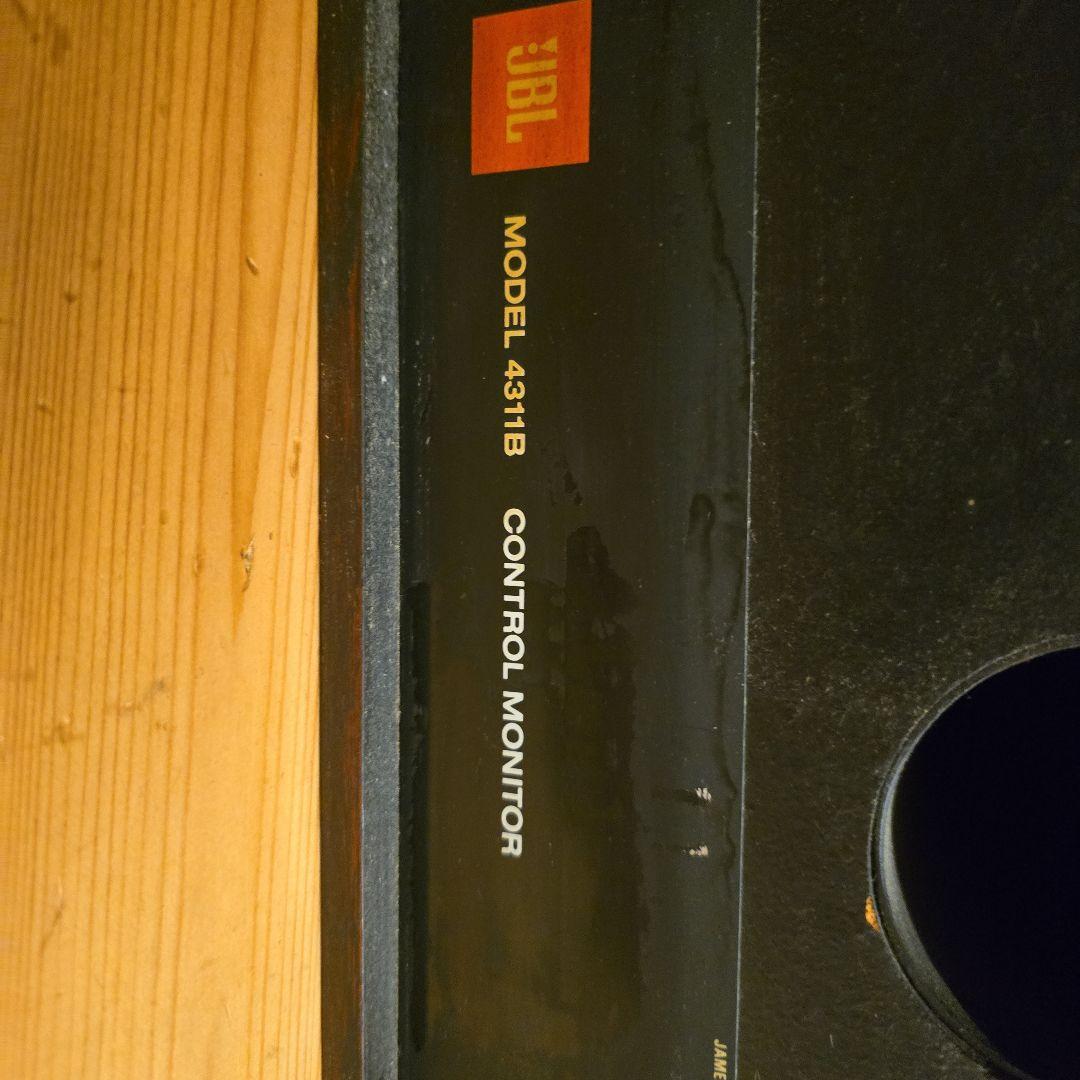 JBL
MODEL 4311B CONTROL MONITOR